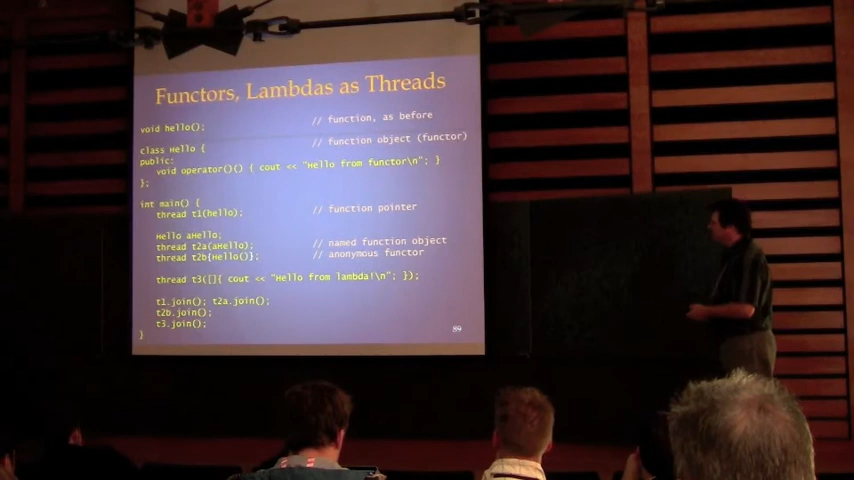 Functors, Lambdas as Threads
void hello(); // function, as before
class Hello { // function object (functor)
public:
void operator()() { cout << "Hello from functor\n"; }
};
int main() {
thread t1(hello); // function pointer
Hello aHello;
thread t2a(aHello); // named function object
thread t2b{Hello()}; // anonymous functor
thread t3([]{ cout << "Hello from lambda!\n"; });
t1.join(); t2a.join();
t2b.join();
t3.join();
}
89